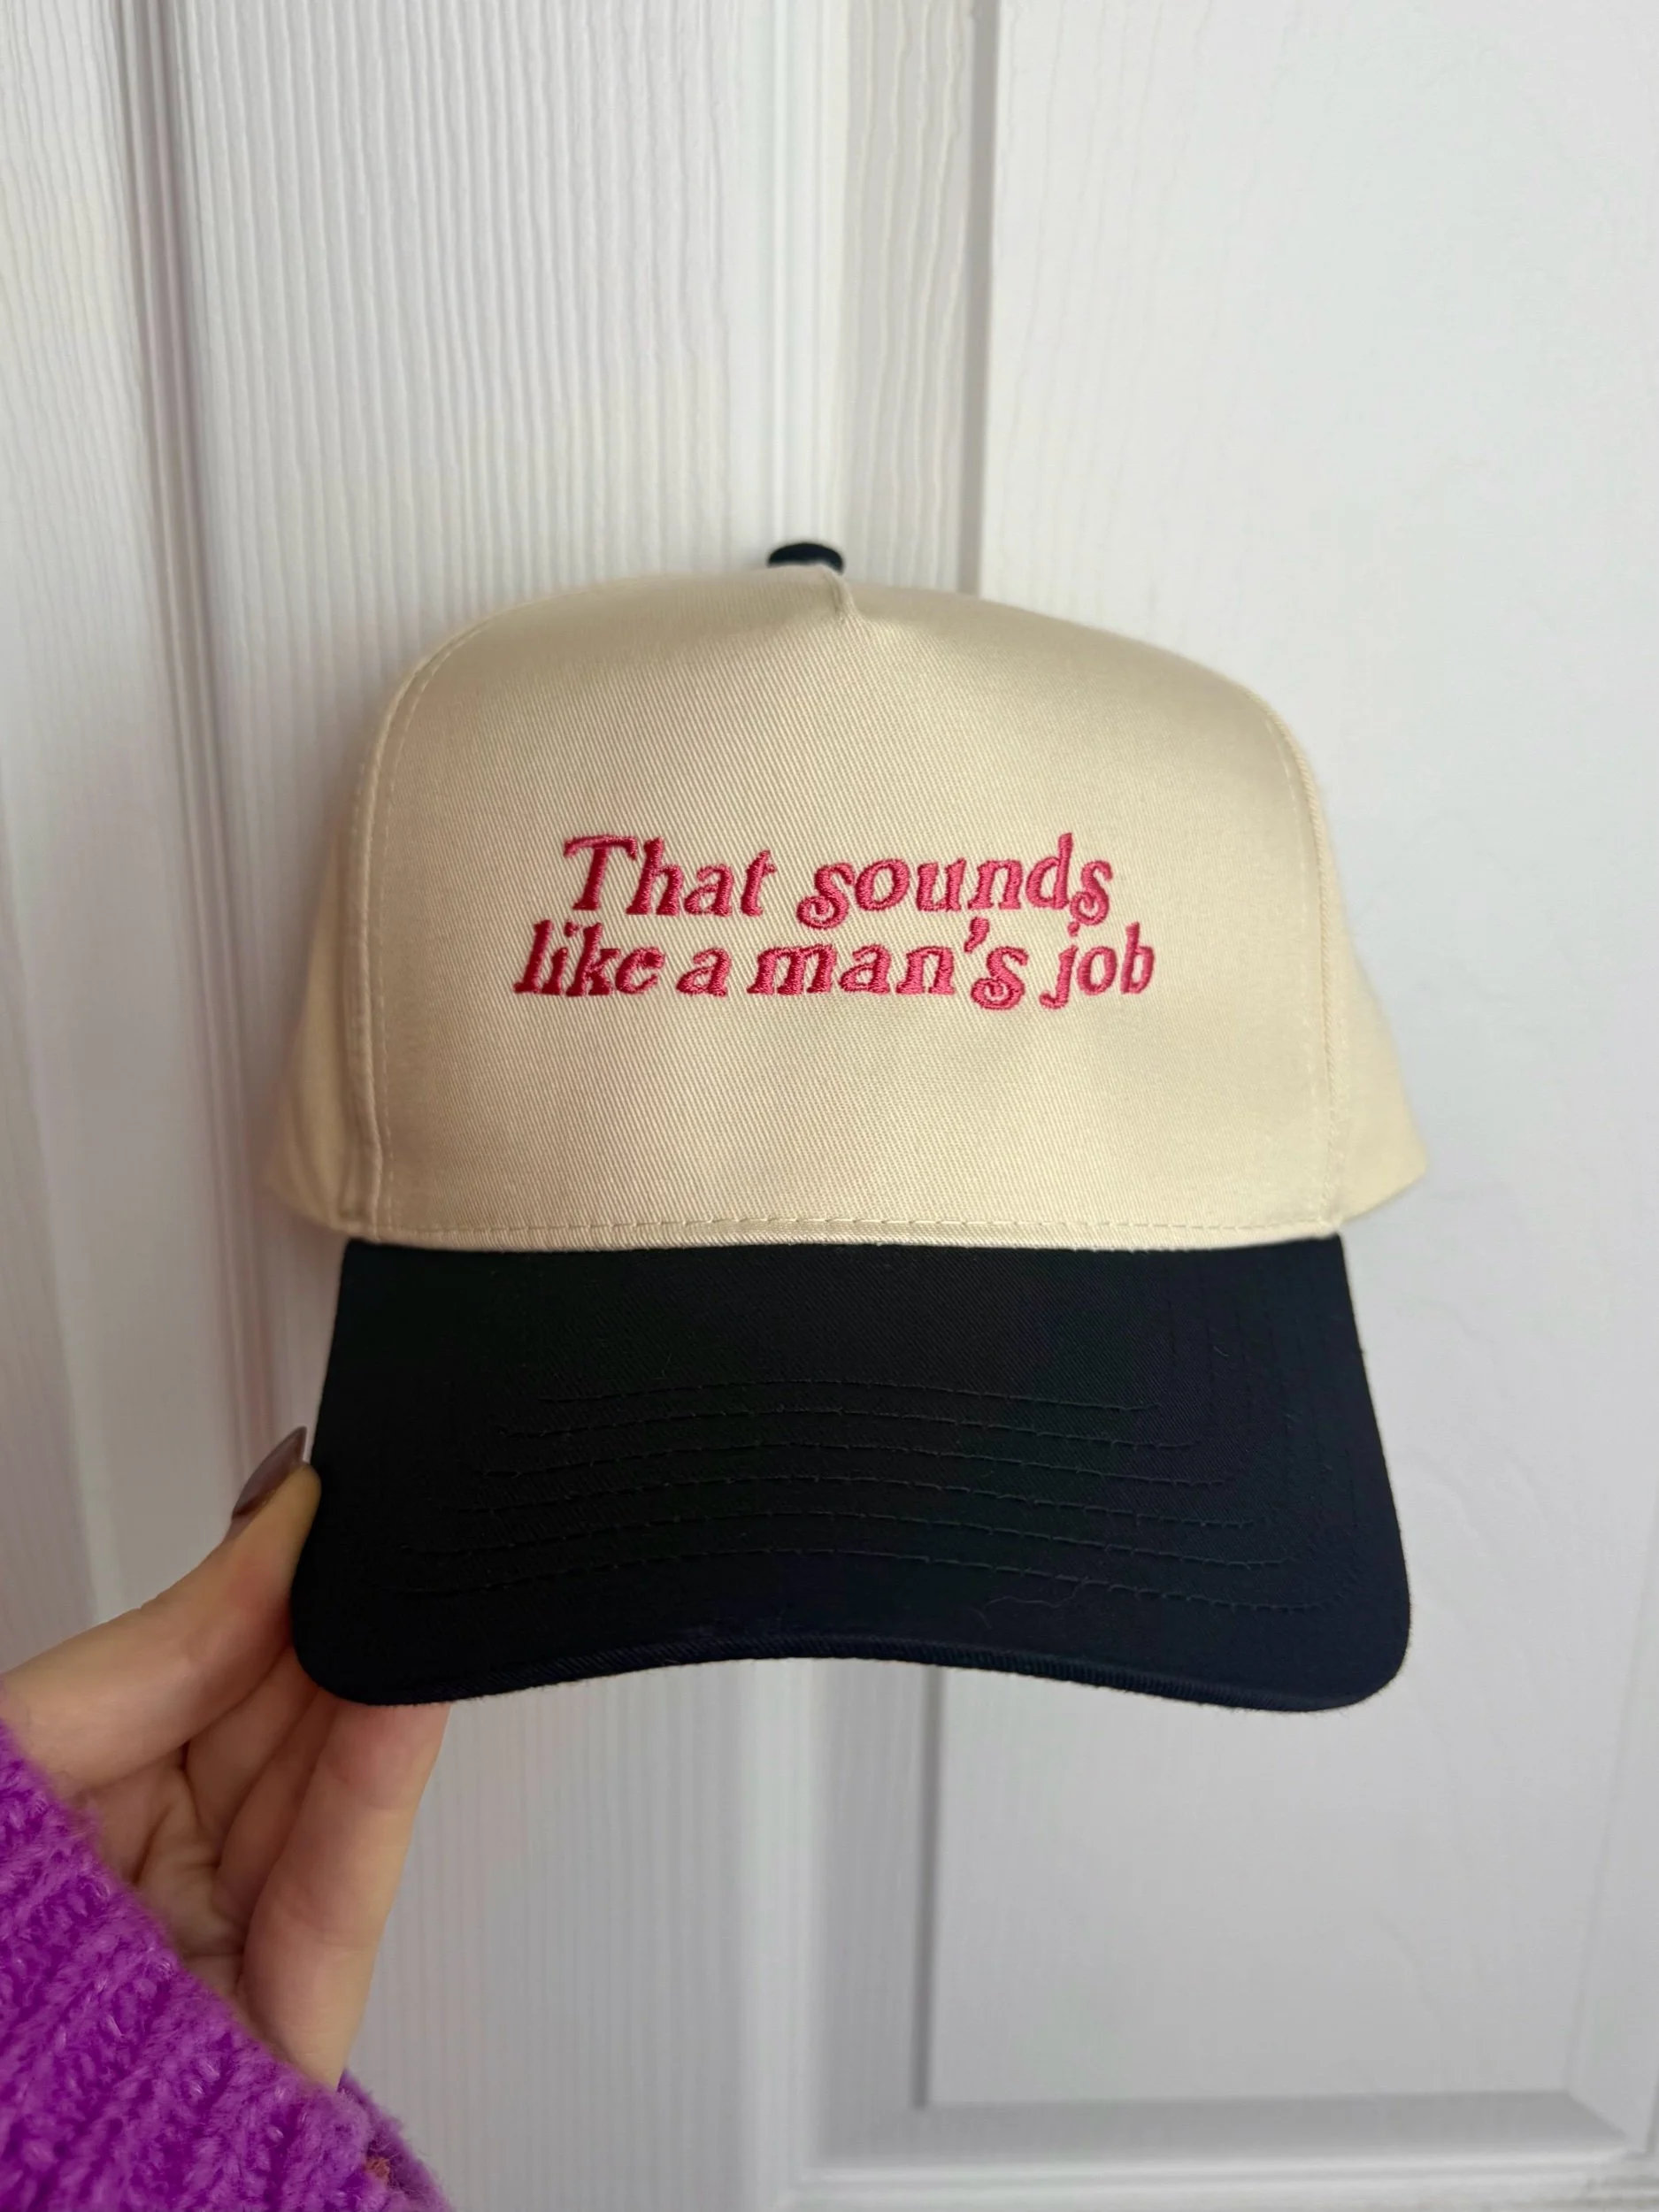 That sounds
like a man's job